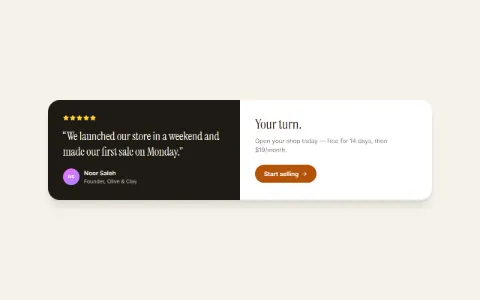 “We launched our store in a weekend and
made our first sale on Monday.”
NS
Noor Saleh
Founder, Olive & Clay
Your turn.
Open your shop today — free for 14 days, then
$19/month.
Start selling →